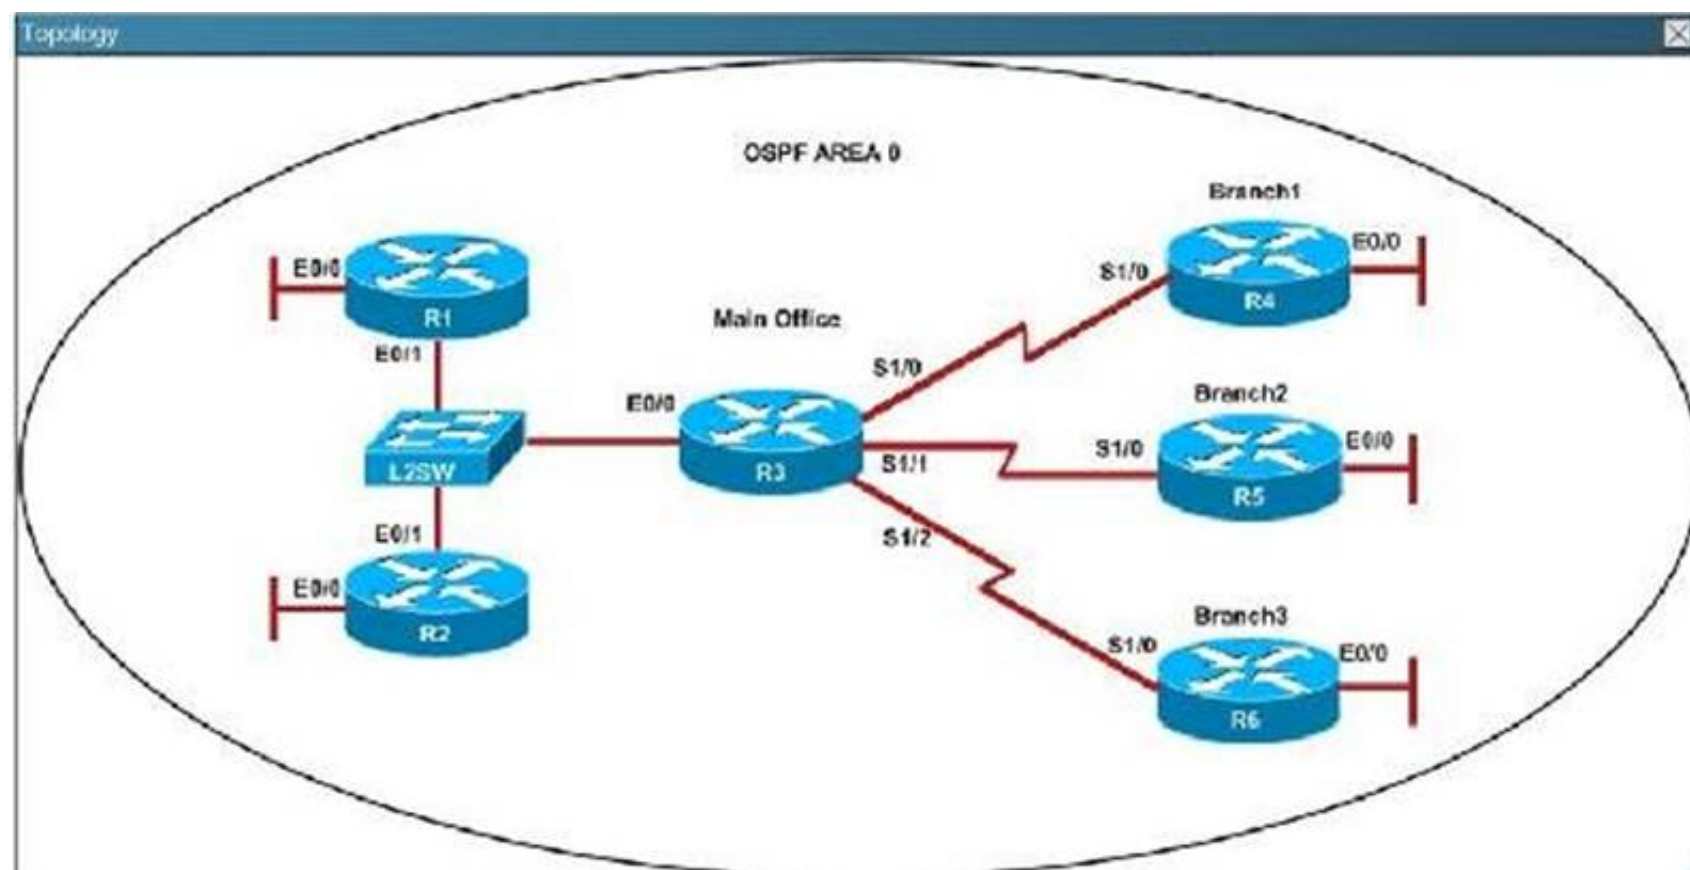 Topology
OSPF AREA 0
Branch1
E0/0
E0/0
S1/0
R4
R1
Main Office
E0/1
S1/0
Branch2
E0/0
E0/0
S1/0
S1/1
L2SW
R3
R5
E0/1
S1/2
E0/0
Branch3
R2
S1/0
E0/0
R6